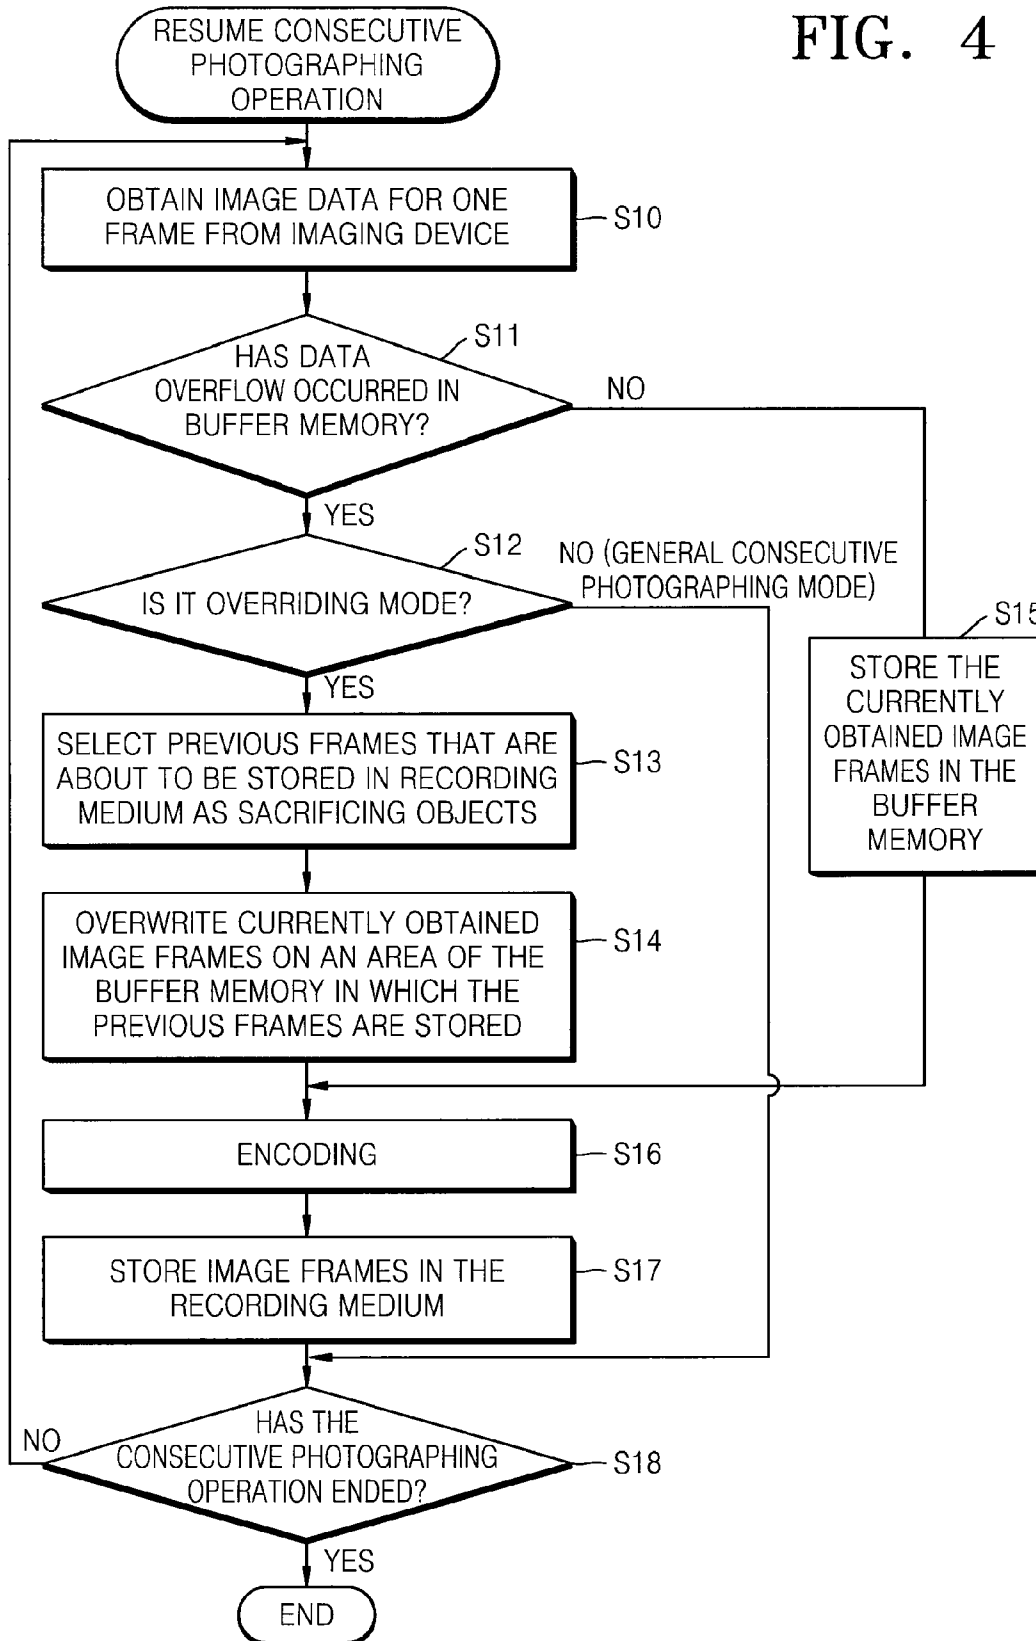 FIG. 4
RESUME CONSECUTIVE
PHOTOGRAPHING
OPERATION
OBTAIN IMAGE DATA FOR ONE
FRAME FROM IMAGING DEVICE
S10
HAS DATA
OVERFLOW OCCURRED IN
BUFFER MEMORY?
S11
NO
YES
IS IT OVERRIDING MODE?
S12
NO (GENERAL CONSECUTIVE
PHOTOGRAPHING MODE)
YES
S15
STORE THE
CURRENTLY
OBTAINED IMAGE
FRAMES IN THE
BUFFER
MEMORY
SELECT PREVIOUS FRAMES THAT ARE
ABOUT TO BE STORED IN RECORDING
MEDIUM AS SACRIFICING OBJECTS
S13
OVERWRITE CURRENTLY OBTAINED
IMAGE FRAMES ON AN AREA OF THE
BUFFER MEMORY IN WHICH THE
PREVIOUS FRAMES ARE STORED
S14
ENCODING
S16
STORE IMAGE FRAMES IN THE
RECORDING MEDIUM
S17
HAS THE
CONSECUTIVE PHOTOGRAPHING
OPERATION ENDED?
S18
NO
YES
END